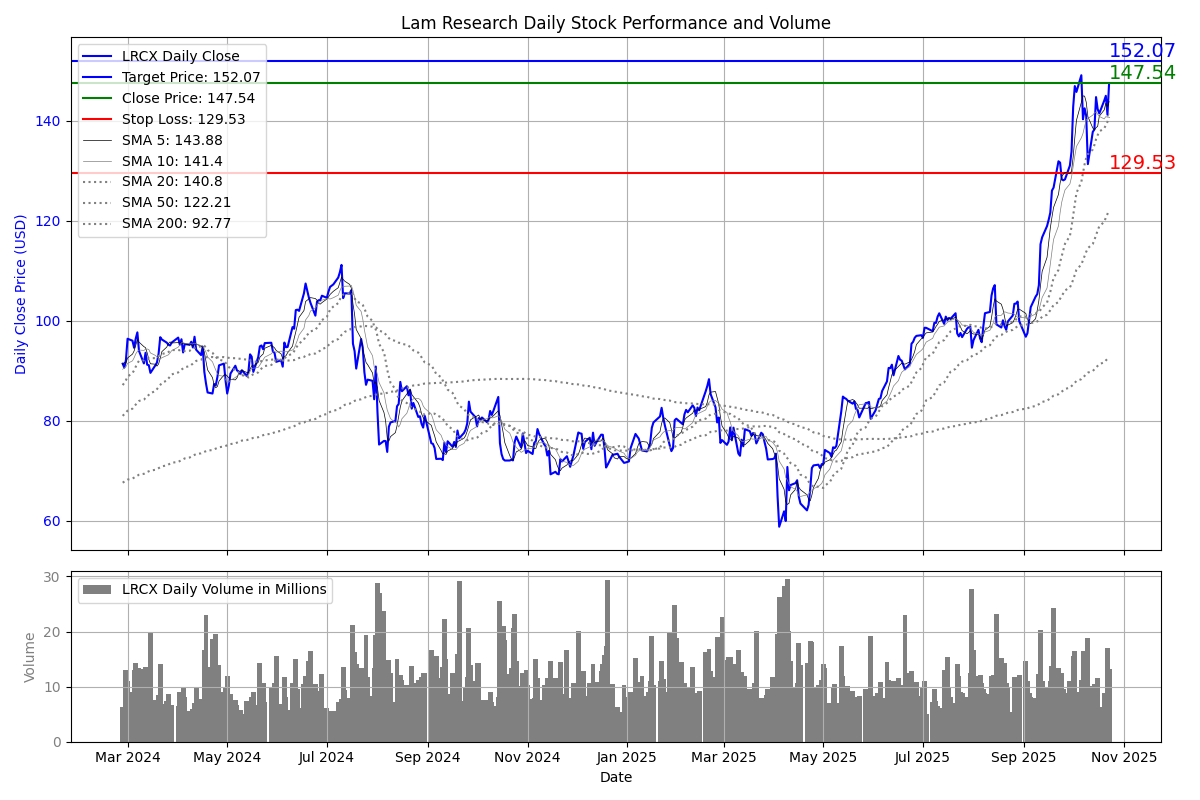 Lam Research Daily Stock Performance and Volume
152.07
147.54
129.53
LRCX Daily Close
Target Price: 152.07
Close Price: 147.54
Stop Loss: 129.53
SMA 5: 143.88
SMA 10: 141.4
SMA 20: 140.8
SMA 50: 122.21
SMA 200: 92.77
Daily Close Price (USD)
140
120
100
80
60
LRCX Daily Volume in Millions
Volume
30
20
10
0
Mar 2024 May 2024 Jul 2024 Sep 2024 Nov 2024 Jan 2025 Mar 2025 May 2025 Jul 2025 Sep 2025 Nov 2025
Date